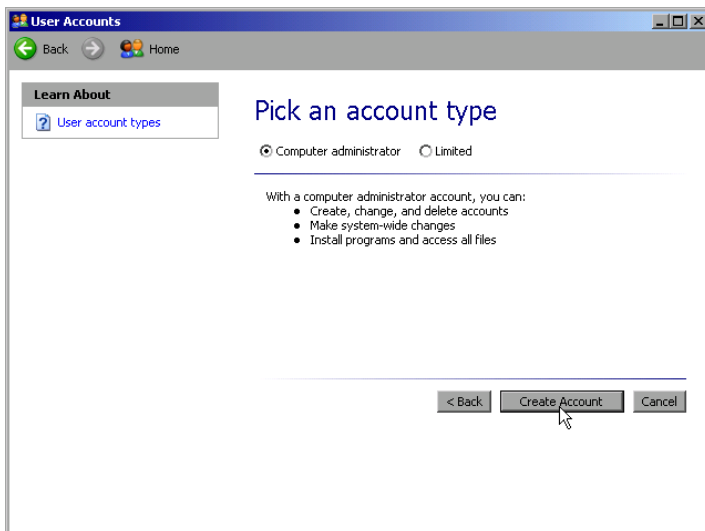 User Accounts
Back Home
Learn About
User account types
Pick an account type
Computer administrator Limited
With a computer administrator account, you can:
• Create, change, and delete accounts
• Make system-wide changes
• Install programs and access all files
< Back Create Account Cancel